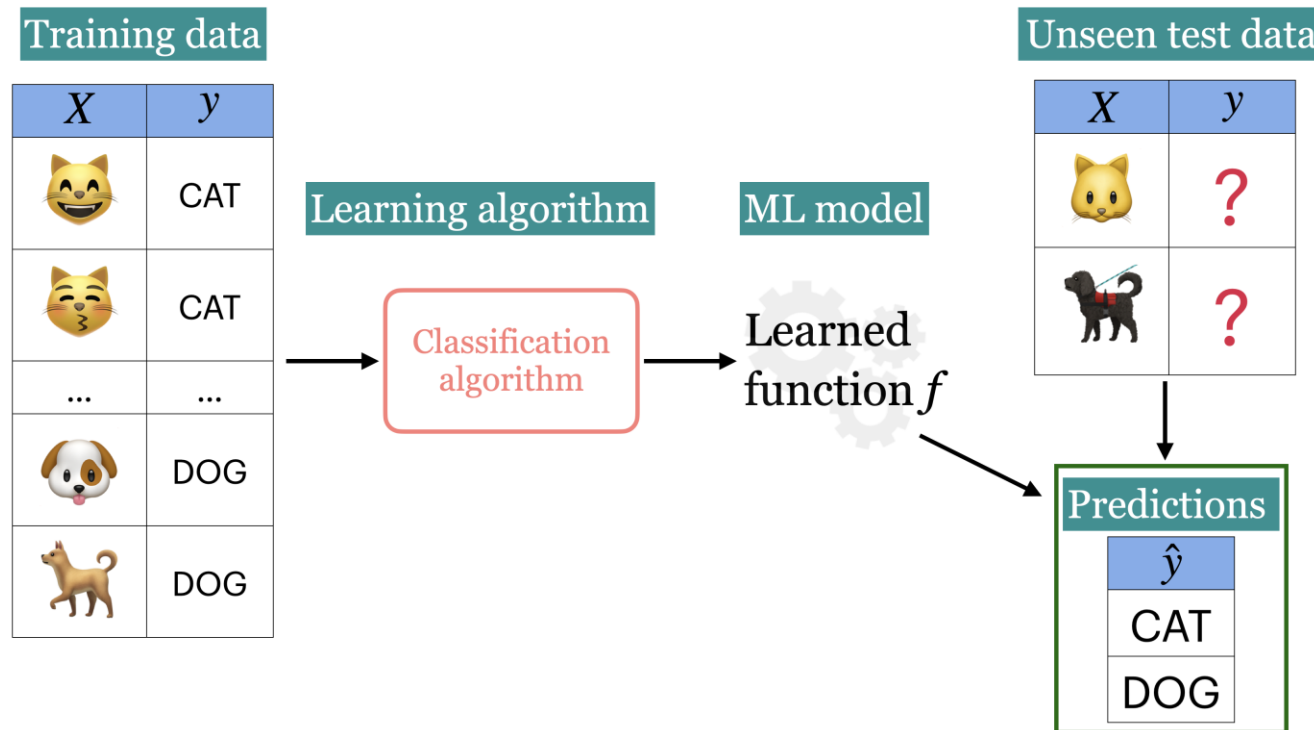 Training data
X y
CAT
CAT
... ...
DOG
DOG
Learning algorithm
Classification
algorithm
ML model
Learned
function f
Unseen test data
X y
?
?
Predictions
ŷ
CAT
DOG